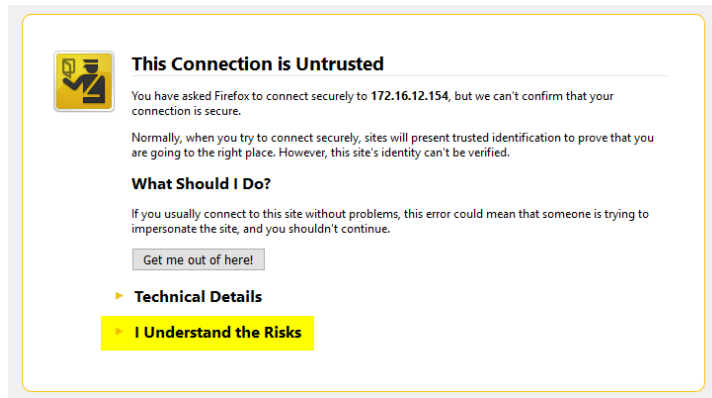 This Connection is Untrusted
You have asked Firefox to connect securely to 172.16.12.154, but we can't confirm that your
connection is secure.
Normally, when you try to connect securely, sites will present trusted identification to prove that you
are going to the right place. However, this site's identity can't be verified.
What Should I Do?
If you usually connect to this site without problems, this error could mean that someone is trying to
impersonate the site, and you shouldn't continue.
Get me out of here!
Technical Details
I Understand the Risks